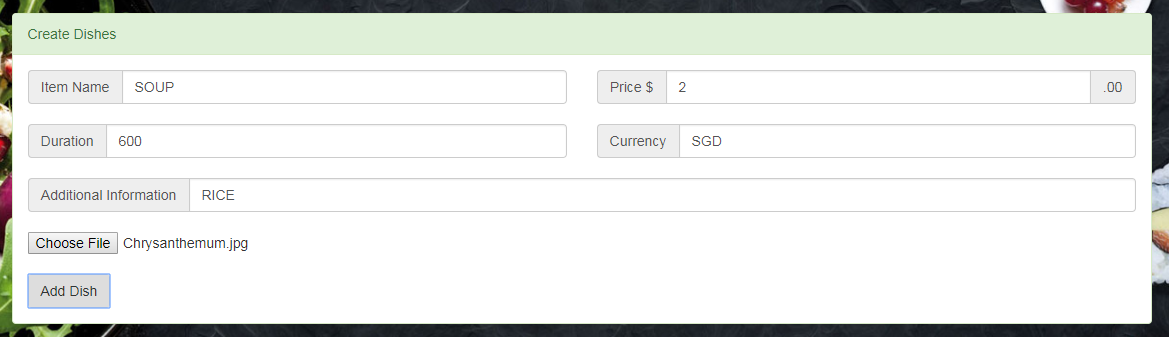 Create Dishes
Item Name SOUP Price $ 2 .00
Duration 600 Currency SGD
Additional Information RICE
Choose File Chrysanthemum.jpg
Add Dish